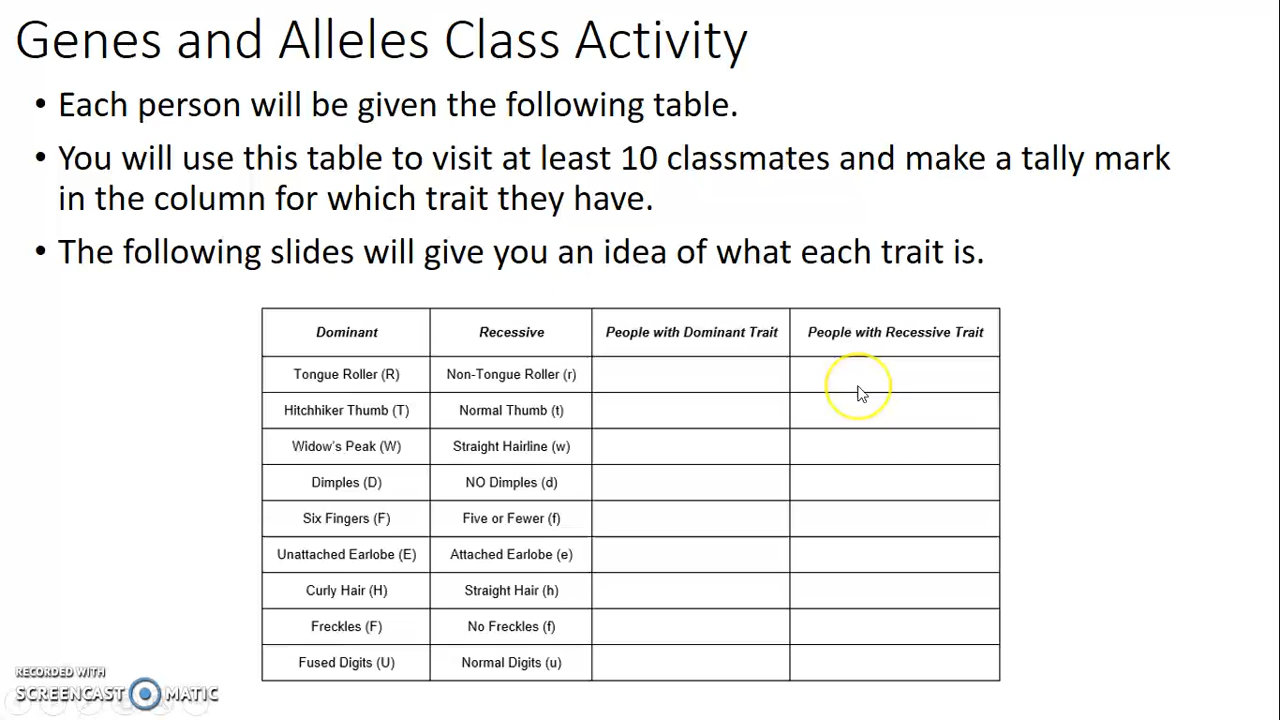 Genes and Alleles Class Activity
• Each person will be given the following table.
• You will use this table to visit at least 10 classmates and make a tally mark
in the column for which trait they have.
• The following slides will give you an idea of what each trait is.
Dominant Recessive People with Dominant Trait People with Recessive Trait
Tongue Roller (R) Non-Tongue Roller (r)
Hitchhiker Thumb (T) Normal Thumb (t)
Widow's Peak (W) Straight Hairline (w)
Dimples (D) NO Dimples (d)
Six Fingers (F) Five or Fewer (f)
Unattached Earlobe (E) Attached Earlobe (e)
Curly Hair (H) Straight Hair (h)
Freckles (F) No Freckles (f)
Fused Digits (U) Normal Digits (u)
RECORDED WITH
SCREENCAST MATIC